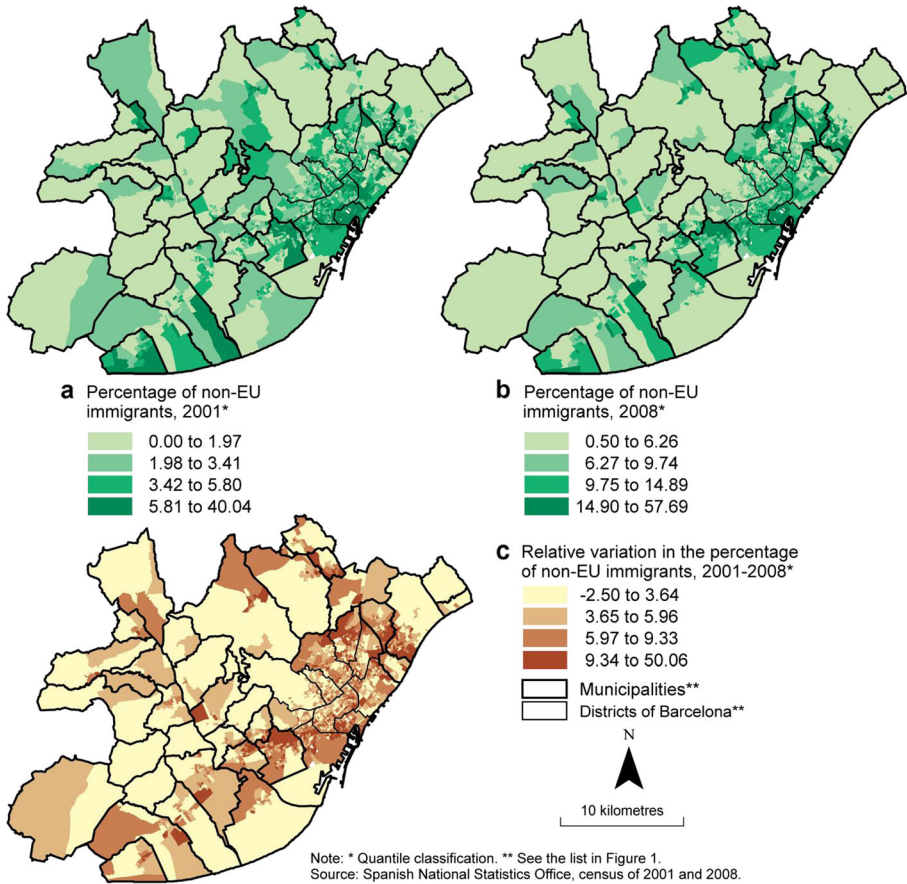 a Percentage of non-EU
immigrants, 2001*
0.00 to 1.97
1.98 to 3.41
3.42 to 5.80
5.81 to 40.04
b Percentage of non-EU
immigrants, 2008*
0.50 to 6.26
6.27 to 9.74
9.75 to 14.89
14.90 to 57.69
c Relative variation in the percentage
of non-EU immigrants, 2001-2008*
-2.50 to 3.64
3.65 to 5.96
5.97 to 9.33
9.34 to 50.06
Municipalities**
Districts of Barcelona**
N
10 kilometres
Note: * Quantile classification. ** See the list in Figure 1.
Source: Spanish National Statistics Office, census of 2001 and 2008.